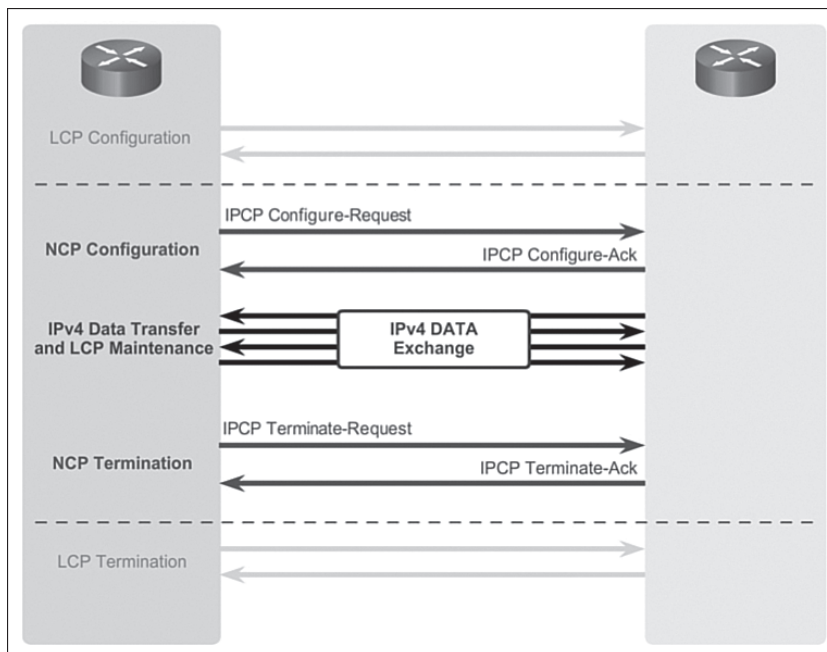 LCP Configuration
IPCP Configure-Request
NCP Configuration
IPCP Configure-Ack
IPv4 Data Transfer
and LCP Maintenance
IPv4 DATA
Exchange
IPCP Terminate-Request
NCP Termination
IPCP Terminate-Ack
LCP Termination